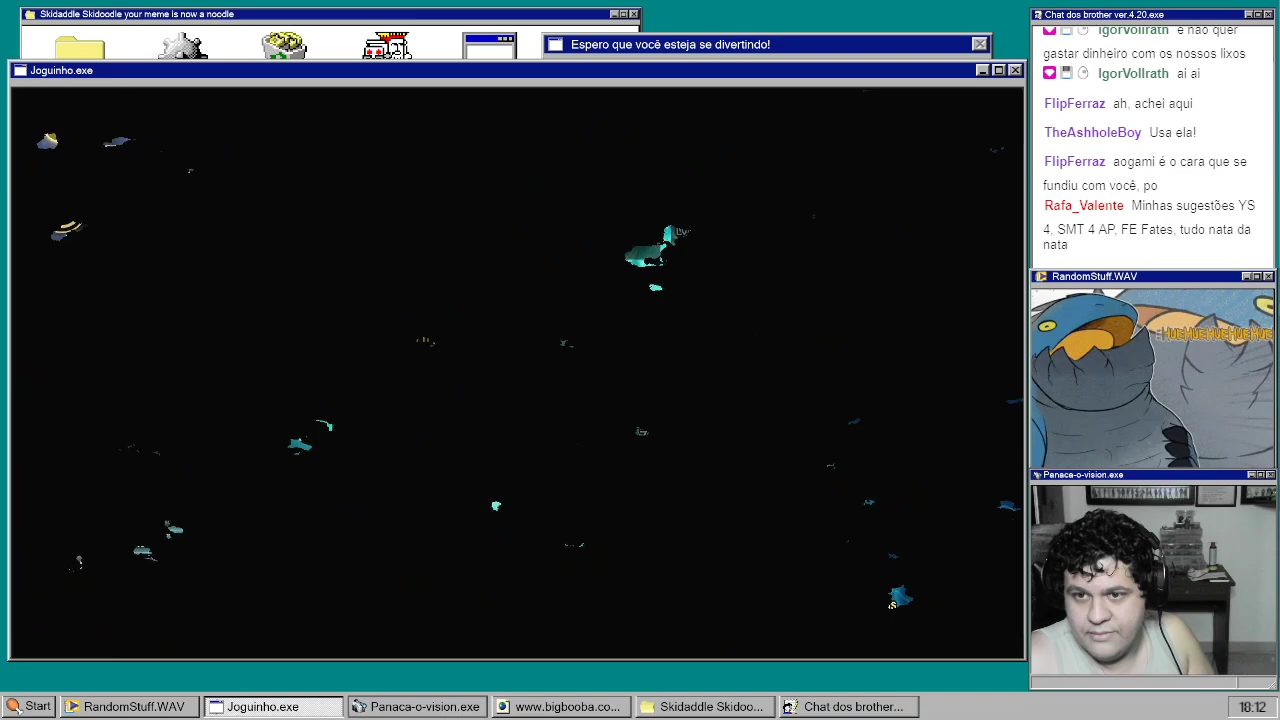 Skidaddle Skidoodle your meme is now a noodle
Espero que você esteja se divertindo!
Joguinho.exe
Chat dos brother ver.4.20.exe
IgorVollrath e não quer
gastar dinheiro com os nossos lixos
IgorVollrath ai ai
FlipFerraz ah, achei aqui
TheAshholeBoy Usa ela!
FlipFerraz aogami é o cara que se
fundiu com você, po
Rafa_Valente Minhas sugestões YS
4, SMT 4 AP, FE Fates, tudo nata da
nata
RandomStuff.WAV
HUEHUEHUEHUEHUE
Panaca-o-vision.exe
Start
RandomStuff.WAV
Joguinho.exe
Panaca-o-vision.exe
Skidaddle Skidoo...
Chat dos brother...
18:12